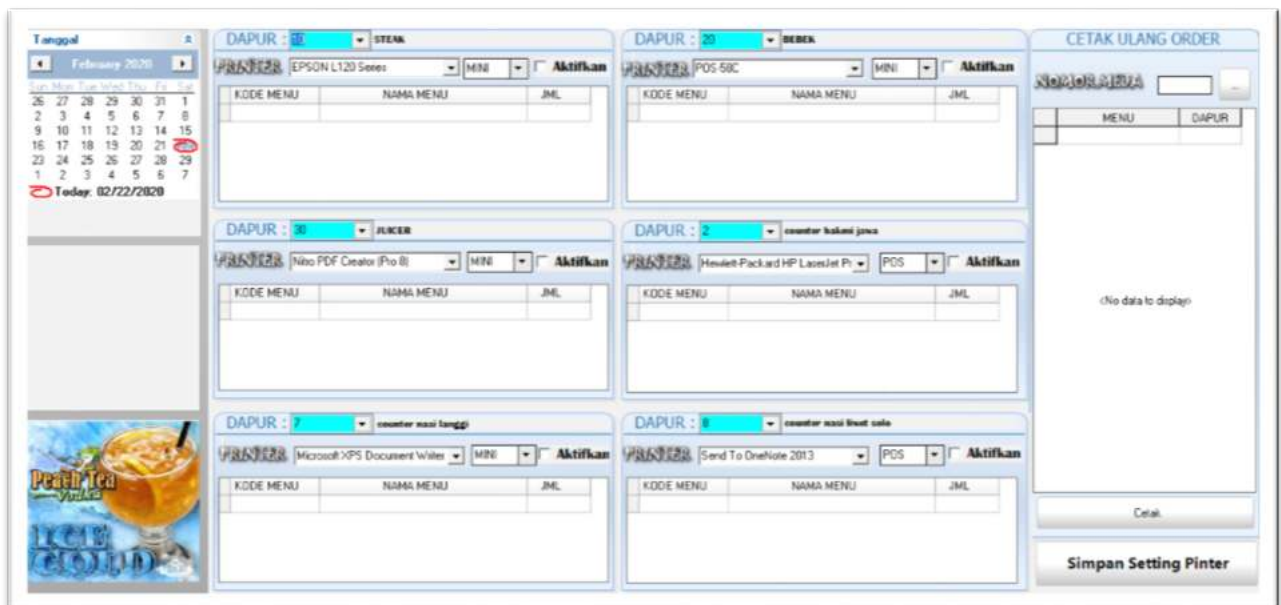 Tanggal
February 2020
Sun Mon Tue Wed Thu Fri Sat
26 27 28 29 30 31 1
2 3 4 5 6 7 8
9 10 11 12 13 14 15
16 17 18 19 20 21
23 24 25 26 27 28 29
1 2 3 4 5 6 7
Today: 02/22/2020
Peach Tea
Vodka
ICE
COLD
DAPUR : 10 STEAK
PRINTER EPSON L120 Series MINI Aktifkan
KODE MENU NAMA MENU JML
DAPUR : 20 BEBEK
PRINTER POS-58C MINI Aktifkan
KODE MENU NAMA MENU JML
DAPUR : 30 JUICER
PRINTER Nitro PDF Creator (Pro 8) MINI Aktifkan
KODE MENU NAMA MENU JML
DAPUR : 2 counter bakmi jawa
PRINTER Hewlett-Packard HP LaserJet Pr POS Aktifkan
KODE MENU NAMA MENU JML
DAPUR : 7 counter nasi langgi
PRINTER Microsoft XPS Document Writer MINI Aktifkan
KODE MENU NAMA MENU JML
DAPUR : 8 counter nasi liwet solo
PRINTER Send To OneNote 2013 POS Aktifkan
KODE MENU NAMA MENU JML
CETAK ULANG ORDER
NOMOR MEJA ...
MENU DAPUR
<No data to display>
Cetak
Simpan Setting Pinter